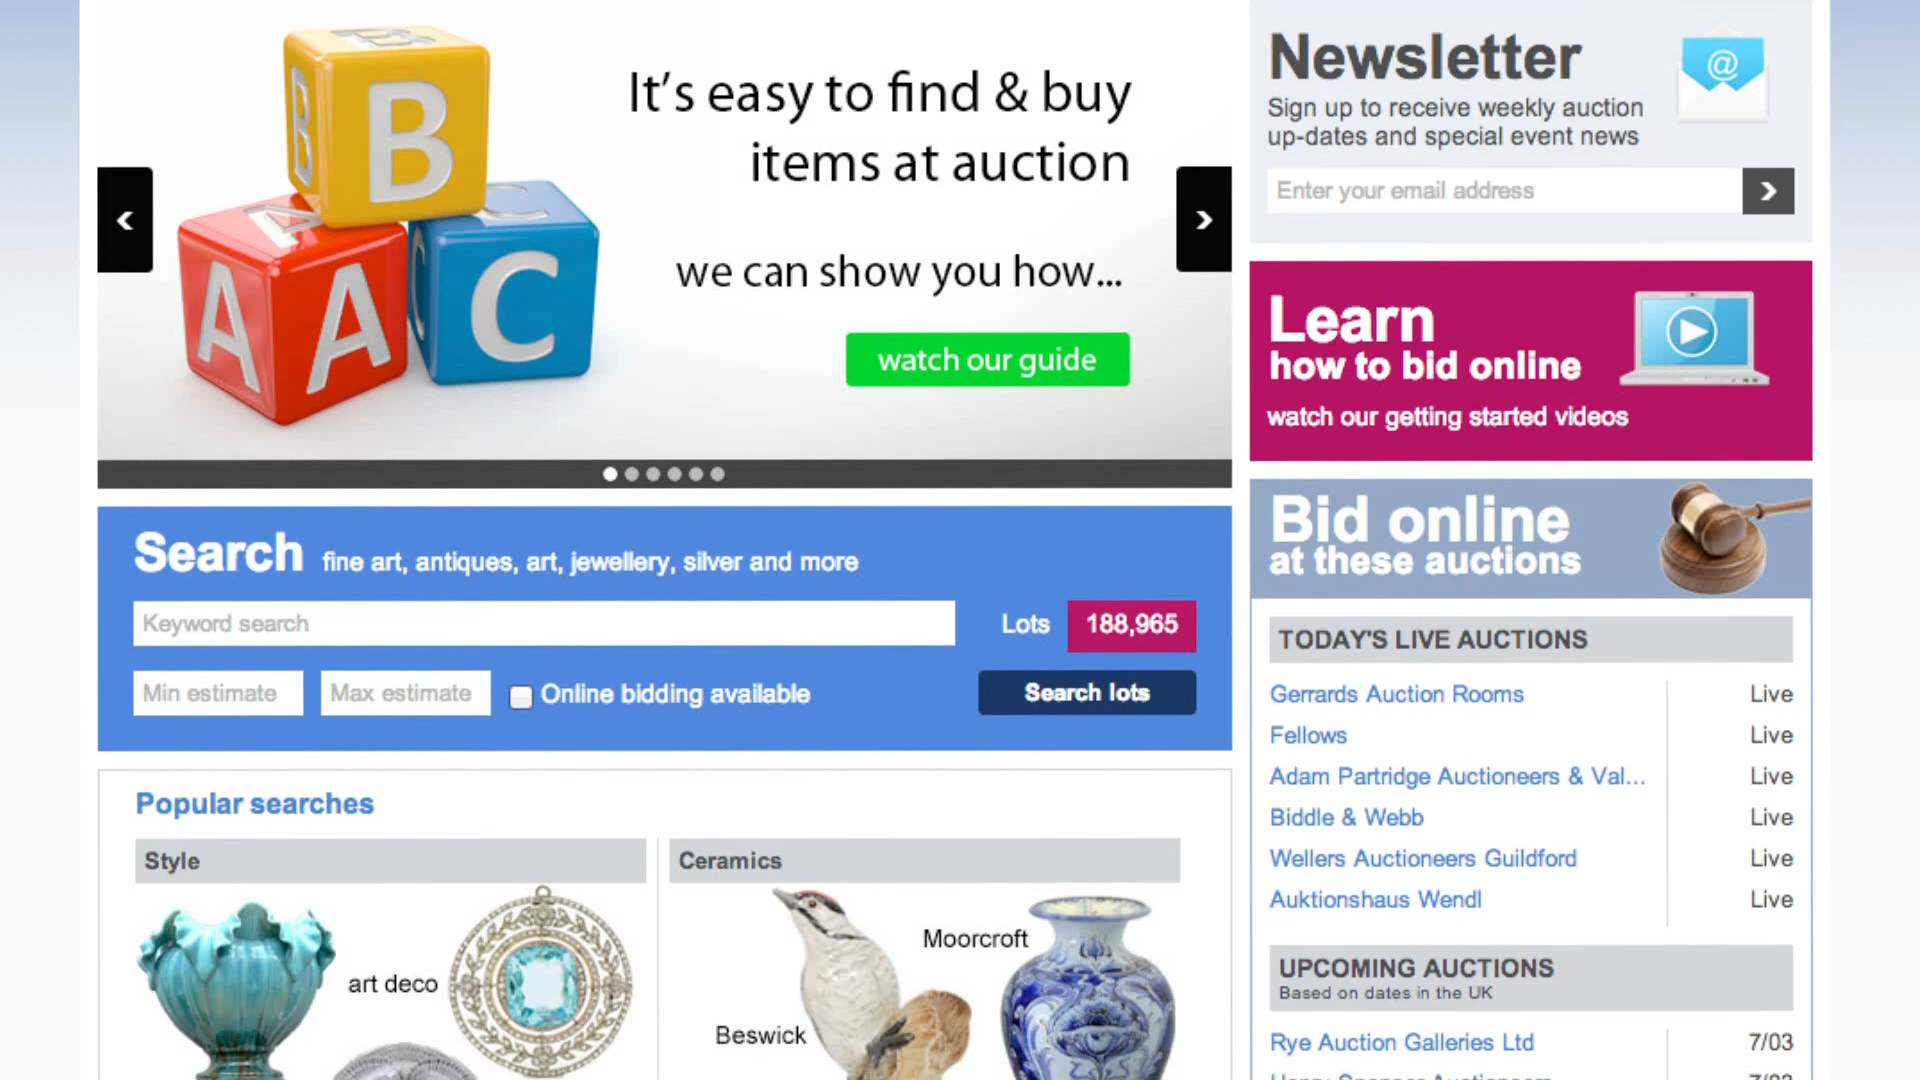 It's easy to find & buy
items at auction
we can show you how...
watch our guide
B
B
B
A
A
A
C
C
C
Newsletter
@
Sign up to receive weekly auction
up-dates and special event news
Enter your email address
Learn
how to bid online
watch our getting started videos
Search fine art, antiques, art, jewellery, silver and more
Keyword search
Lots 188,965
Min estimate Max estimate Online bidding available Search lots
Popular searches
Style
art deco
Ceramics
Moorcroft
Beswick
Bid online
at these auctions
TODAY'S LIVE AUCTIONS
Gerrards Auction Rooms Live
Fellows Live
Adam Partridge Auctioneers & Val... Live
Biddle & Webb Live
Wellers Auctioneers Guildford Live
Auktionshaus Wendl Live
UPCOMING AUCTIONS
Based on dates in the UK
Rye Auction Galleries Ltd 7/03